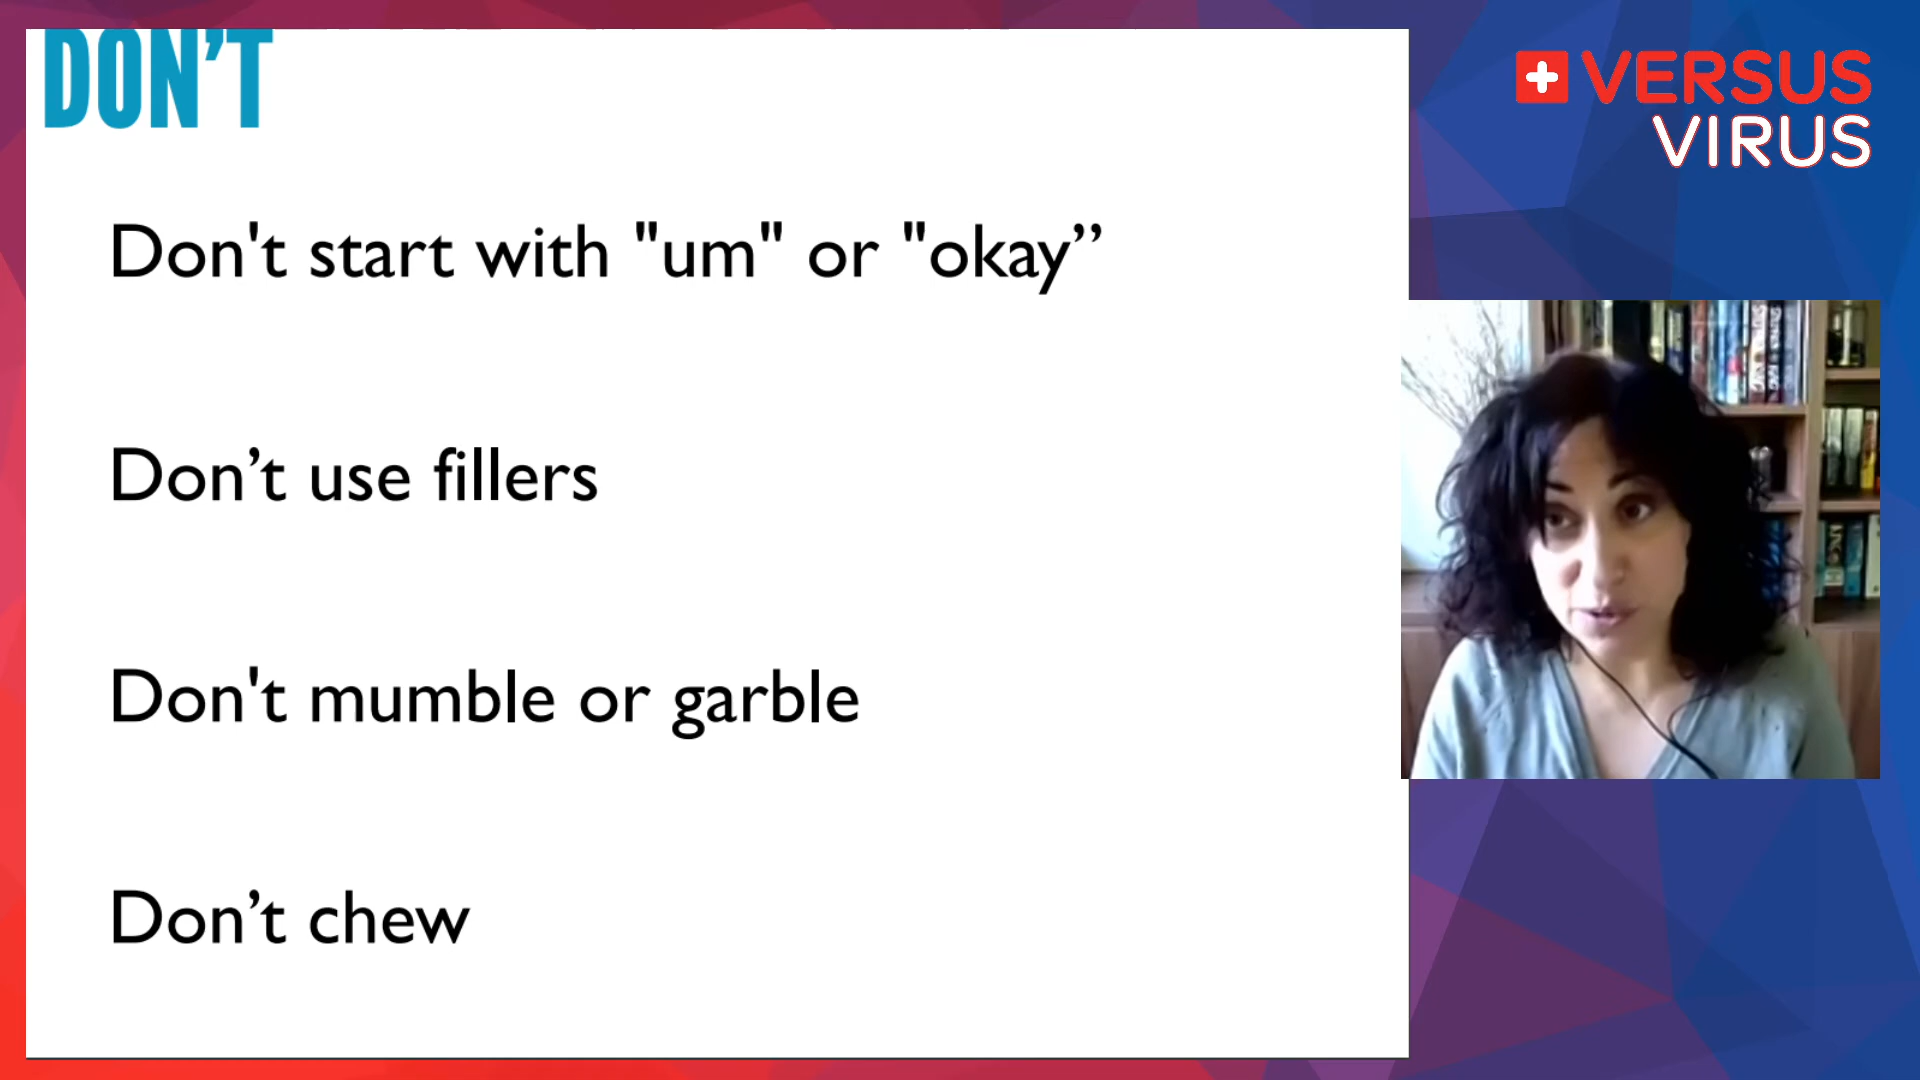 DON'T
Don't start with "um" or "okay”
Don’t use fillers
Don't mumble or garble
Don’t chew
VERSUS
VIRUS